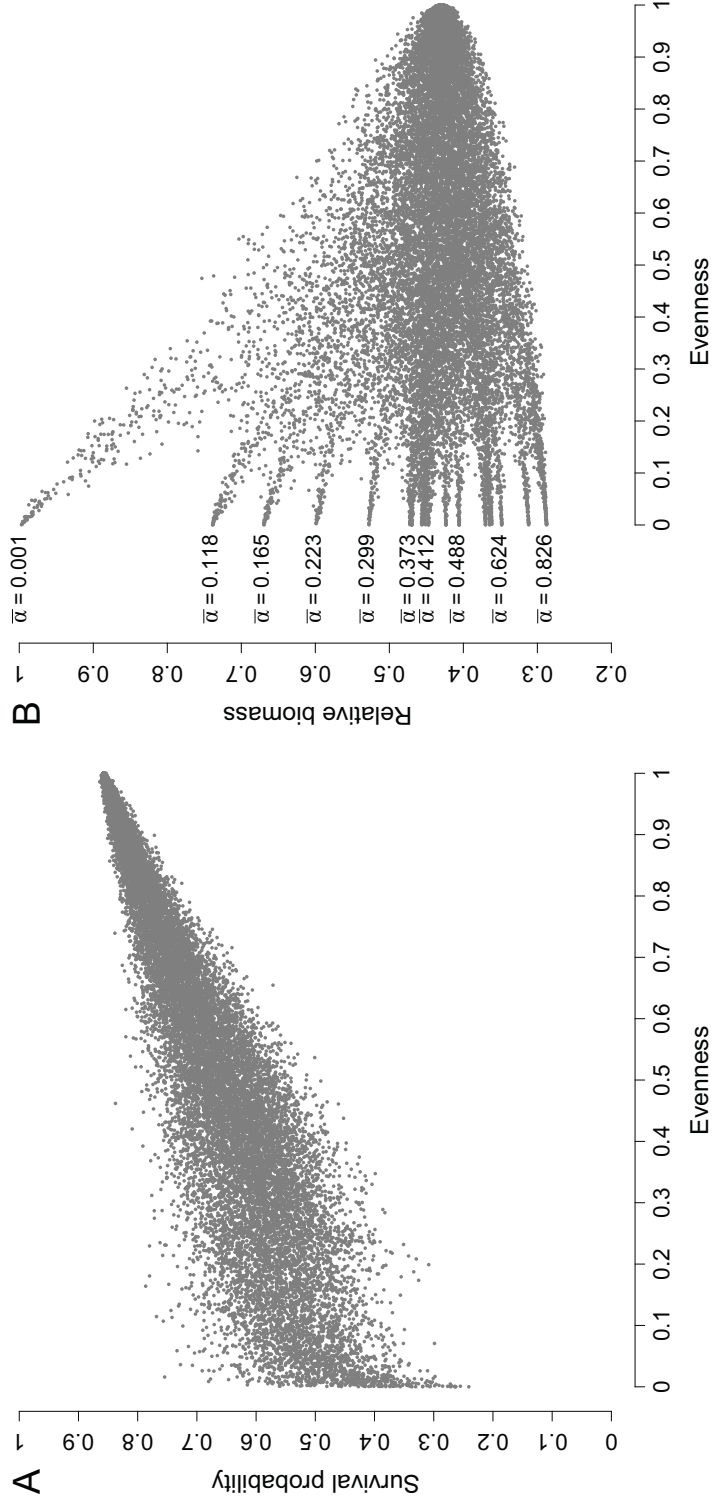 A
Survival probability
1
0.9
0.8
0.7
0.6
0.5
0.4
0.3
0.2
0.1
0
0 0.1 0.2 0.3 0.4 0.5 0.6 0.7 0.8 0.9 1
Evenness
B
Relative biomass
1
0.9
0.8
0.7
0.6
0.5
0.4
0.3
0.2
α̅ = 0.001
α̅ = 0.118
α̅ = 0.165
α̅ = 0.223
α̅ = 0.299
α̅ = 0.373
α̅ = 0.412
α̅ = 0.488
α̅ = 0.624
α̅ = 0.826
0 0.1 0.2 0.3 0.4 0.5 0.6 0.7 0.8 0.9 1
Evenness